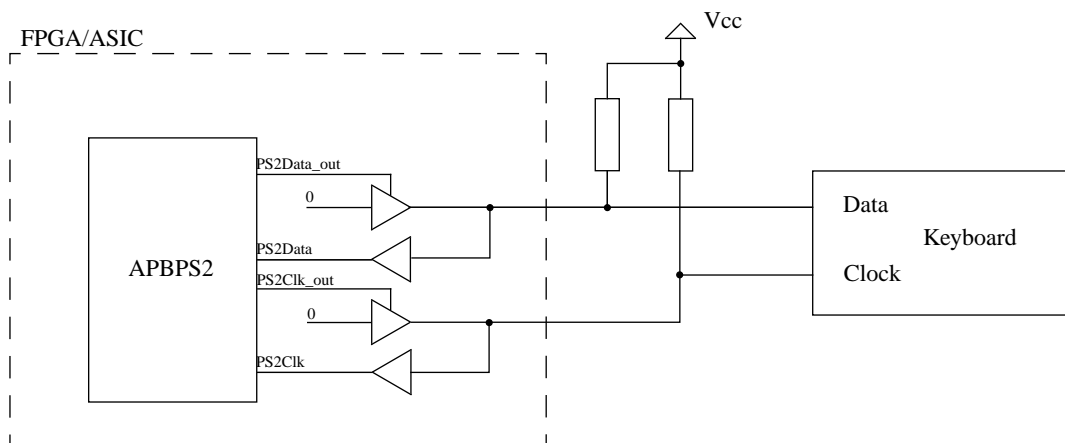 Vcc
FPGA/ASIC
PS2Data_out
0
Data
Keyboard
PS2Data
APBPS2
Clock
PS2Clk_out
0
PS2Clk